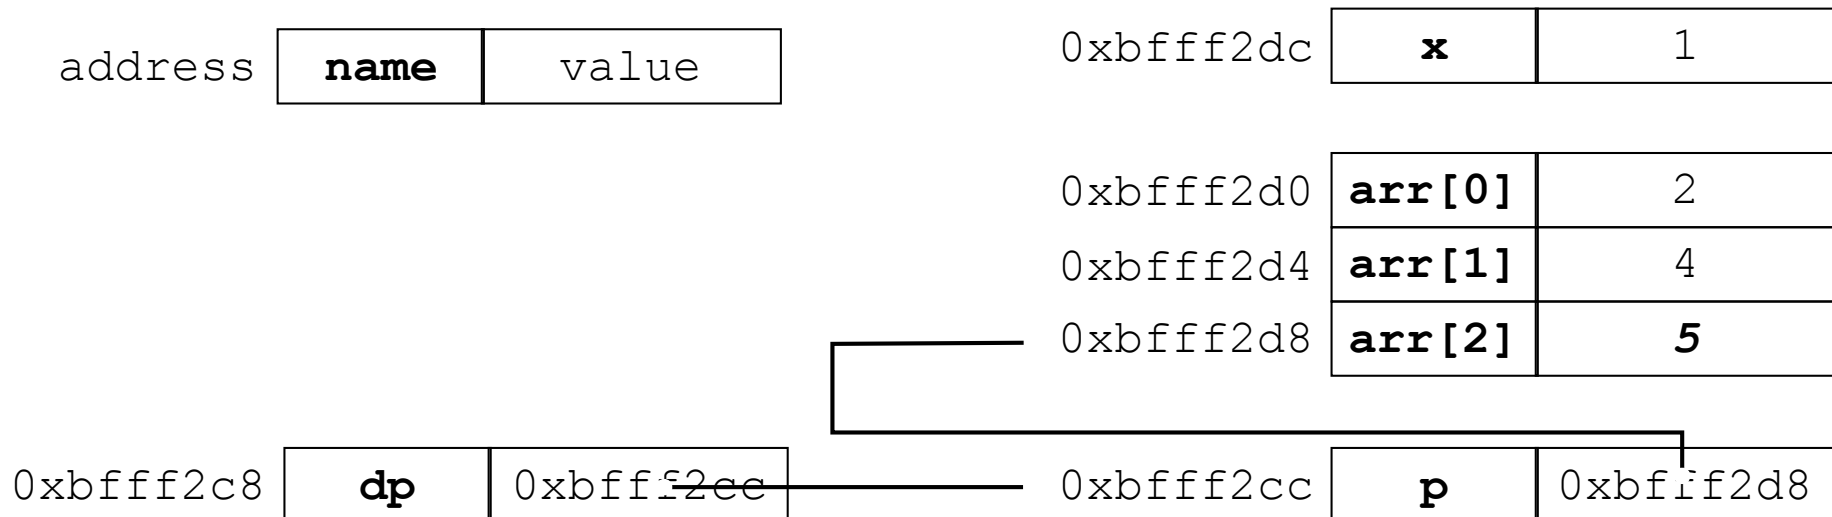 address name value
0xbfff2dc x 1
0xbfff2d0 arr[0] 2
0xbfff2d4 arr[1] 4
0xbfff2d8 arr[2] 5
0xbfff2c8 dp 0xbfff2cc
0xbfff2cc p 0xbfff2d8